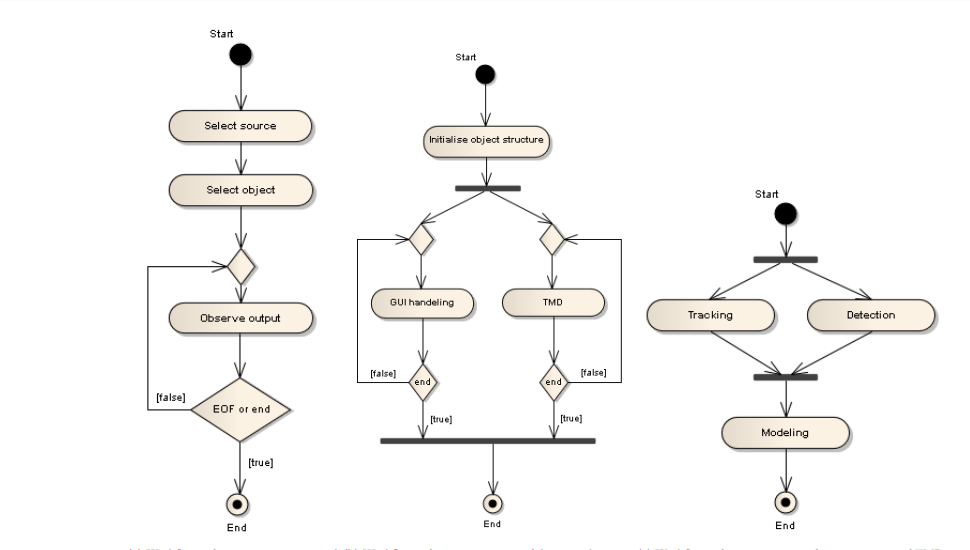 Start
Select source
Select object
Observe output
[false]
EOF or end
[true]
End
Start
Initialise object structure
GUI handeling
TMD
[false]
end
end
[false]
[true]
[true]
End
Start
Tracking
Detection
Modeling
End